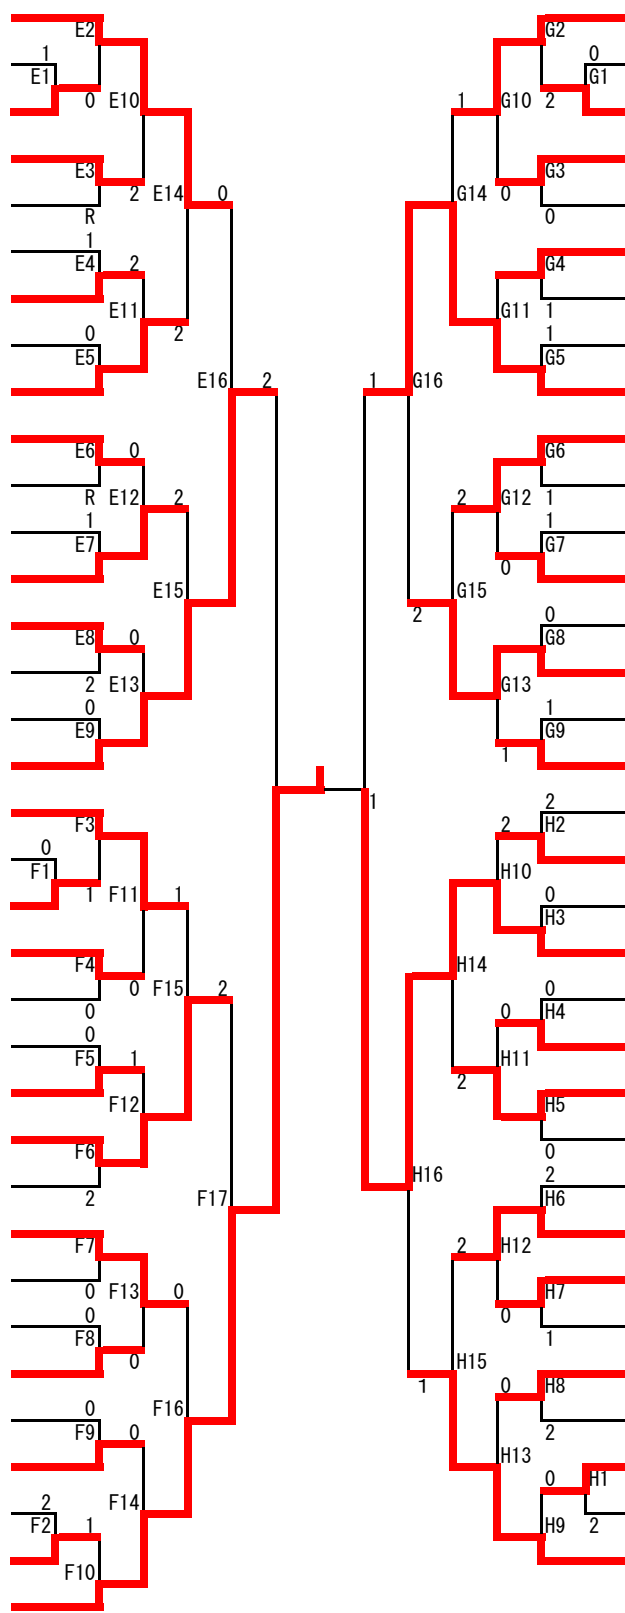 E2 G2
1 0
E1 G1
0 E10 1 G10 2
E3 G3
2 E14 0 G14 0
R 0
1
E4 2 G4
E11 G11 1
0 2 1
E5 G5
E16 2 1 G16
E6 0 G6
R E12 2 2 G12 1
1 1
E7 G7
0
E15 G15
2 0
E8 0 G8
2 E13 G13
0 1
E9 G9
1
1
2
F3 2 H2
0
F1 H10
1 F11 1 0
H3
F4 H14
0 F15 2 0
0 0 H4
0
F5 1 H11
2
F12 H5
F6 0
2 F17 H16 2
H6
F7 2 H12
0 F13 0 0 H7
0 1
F8
0 H15
1 0 H8
0 F16
F9 0 2
H13
0 H1
2 F14
F2 1 H9 2
F10